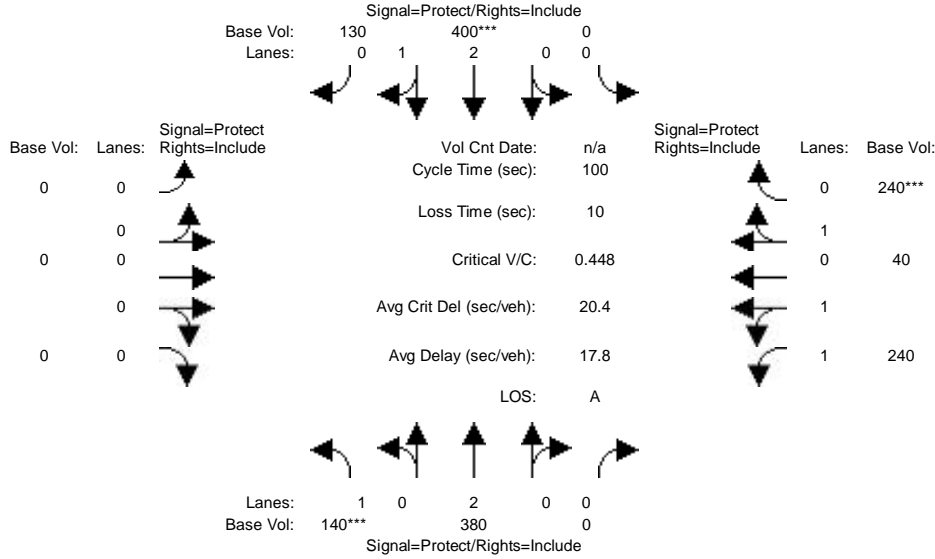 Signal=Protect/Rights=Include
Base Vol: 130 400*** 0
Lanes: 0 1 2 0 0
Signal=Protect Signal=Protect
Base Vol: Lanes: Rights=Include Vol Cnt Date: n/a Rights=Include Lanes: Base Vol:
Cycle Time (sec): 100
0 0 0 240***
Loss Time (sec): 10
0 1
0 0 Critical V/C: 0.448 0 40
0 Avg Crit Del (sec/veh): 20.4 1
0 0 Avg Delay (sec/veh): 17.8 1 240
LOS: A
Lanes: 1 0 2 0 0
Base Vol: 140*** 380 0
Signal=Protect/Rights=Include